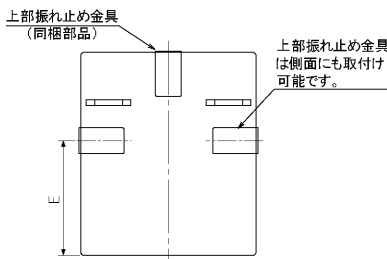 上部振れ止め金具
（同梱部品）
上部振れ止め金具
は側面にも取付け
可能です。
E